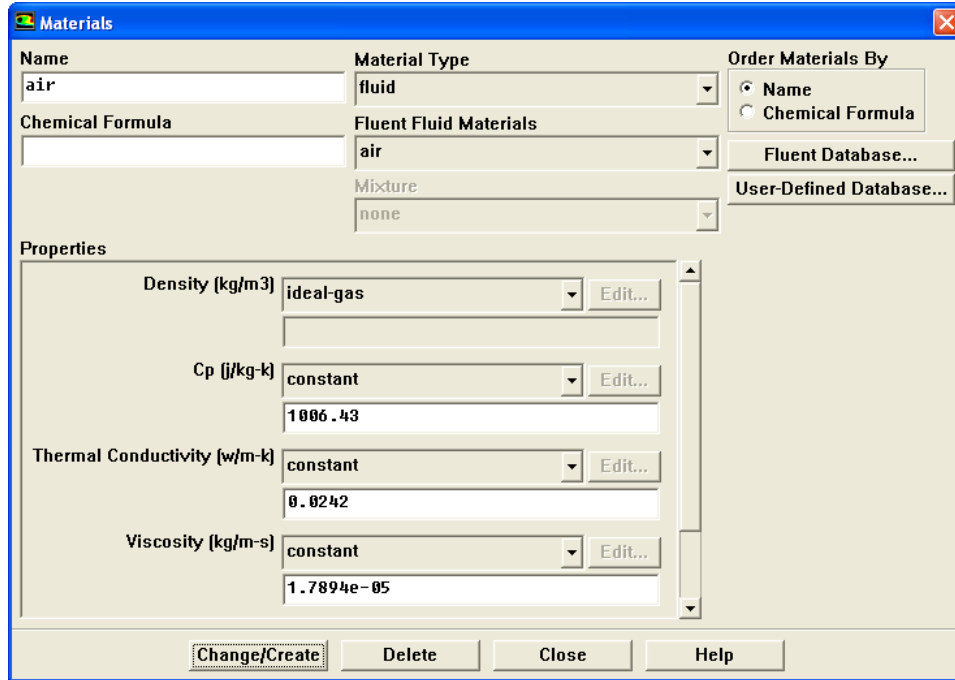 Materials
Name
air
Chemical Formula
Material Type
fluid
Fluent Fluid Materials
air
Mixture
none
Order Materials By
Name
Chemical Formula
Fluent Database...
User-Defined Database...
Properties
Density (kg/m3) ideal-gas Edit...
Cp (j/kg-k) constant Edit...
1006.43
Thermal Conductivity (w/m-k) constant Edit...
0.0242
Viscosity (kg/m-s) constant Edit...
1.7894e-05
Change/Create Delete Close Help